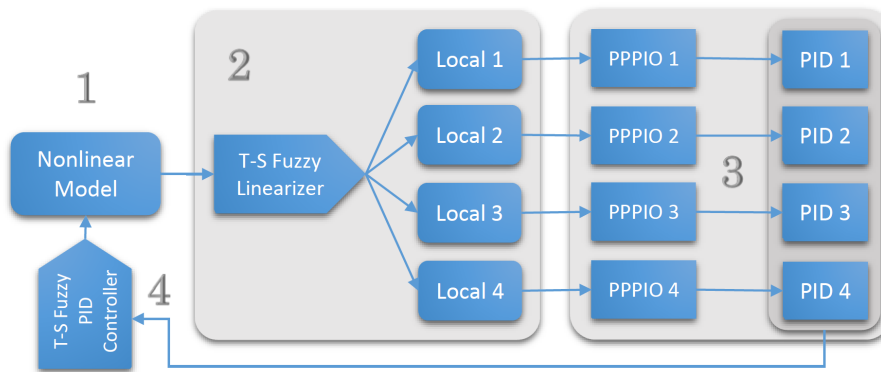 1
Nonlinear
Model
2
T-S Fuzzy
Linearizer
Local 1
Local 2
Local 3
Local 4
PPPIO 1
PPPIO 2
PPPIO 3
PPPIO 4
3
PID 1
PID 2
PID 3
PID 4
4
T-S Fuzzy
PID
Controller